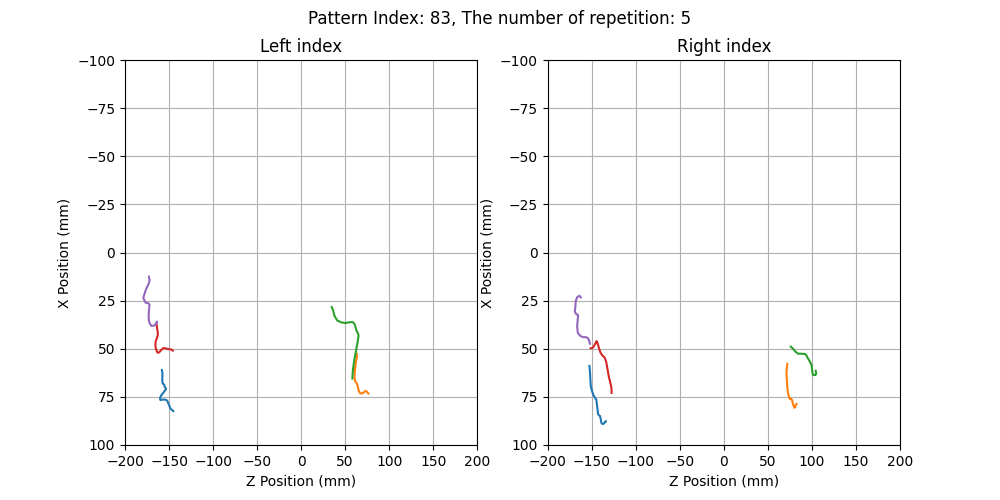 Pattern Index: 83, The number of repetition: 5
Left index
Right index
−100
−75
−50
−25
0
25
50
75
100
X Position (mm)
−200 −150 −100 −50 0 50 100 150 200
Z Position (mm)
−100
−75
−50
−25
0
25
50
75
100
X Position (mm)
−200 −150 −100 −50 0 50 100 150 200
Z Position (mm)